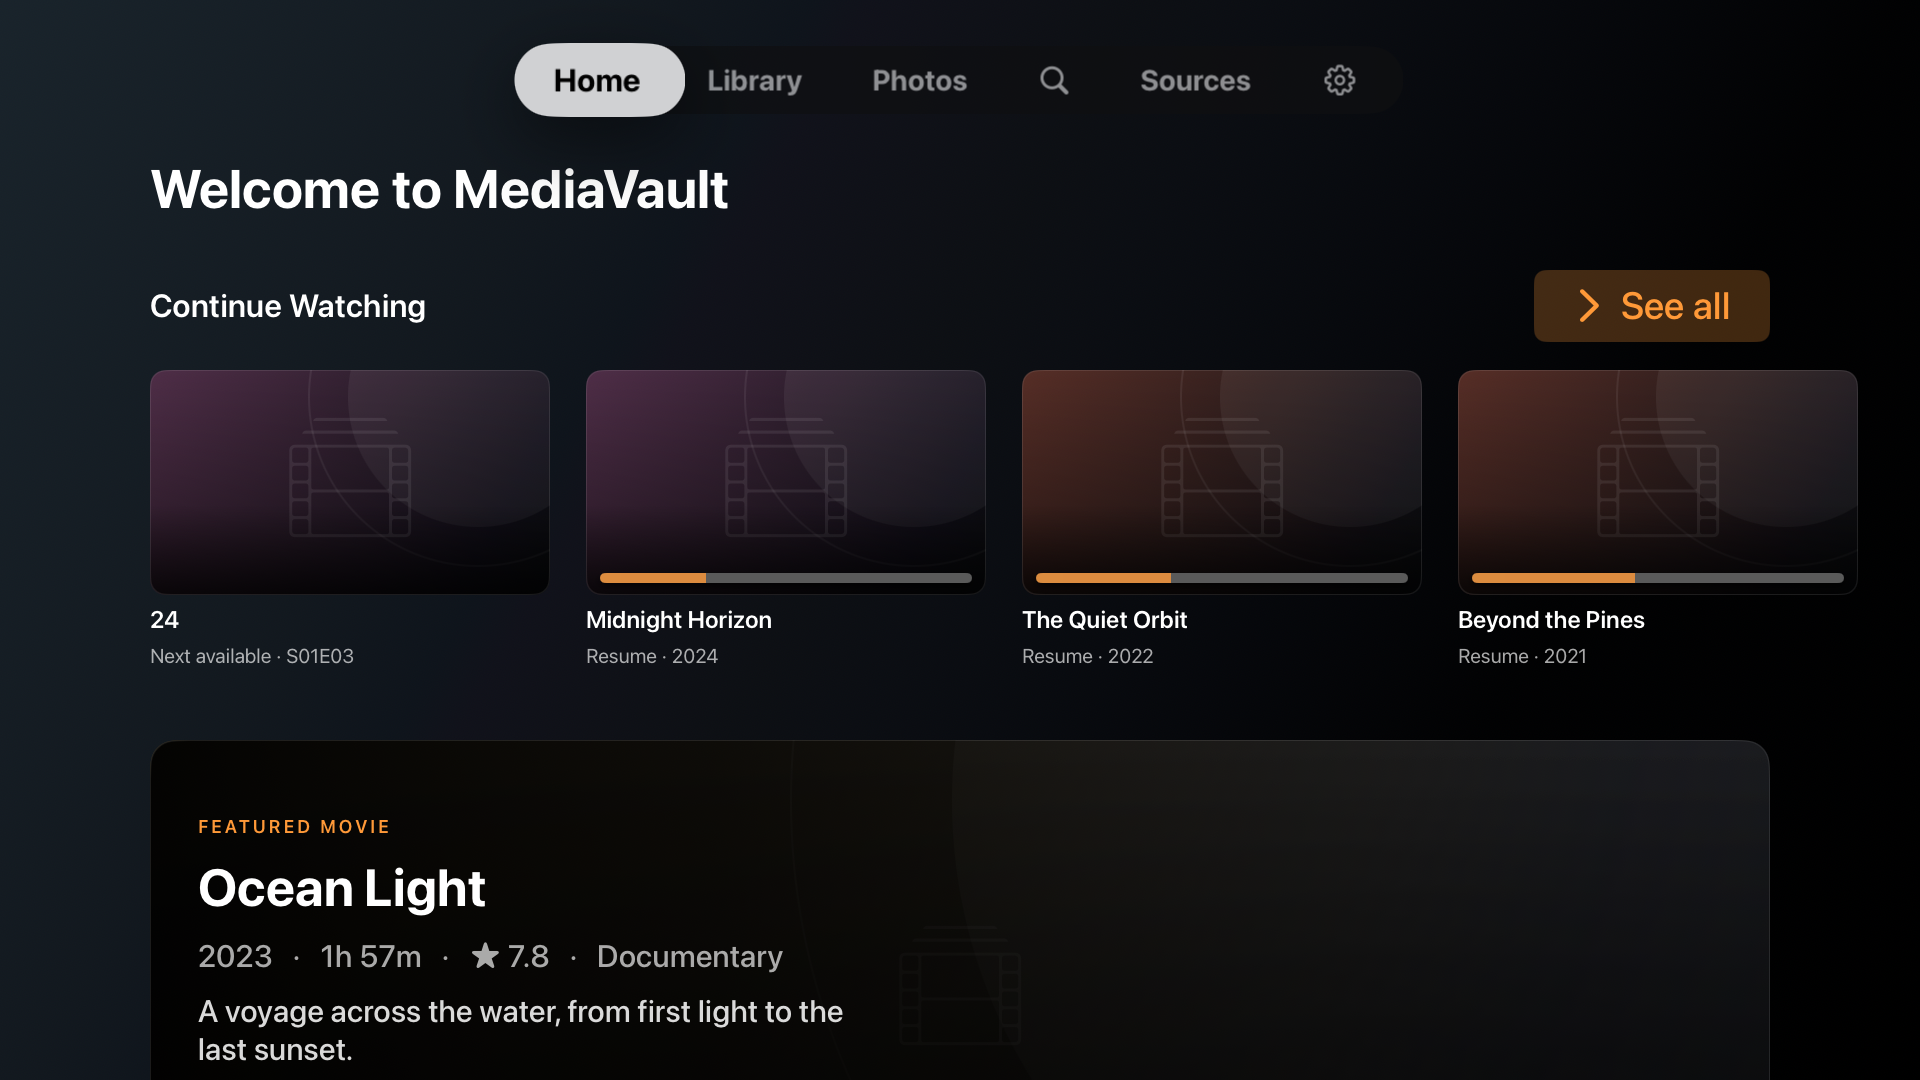 Home
Library
Photos
Sources
Welcome to MediaVault
Continue Watching
See all
24
Next available · S01E03
Midnight Horizon
Resume · 2024
The Quiet Orbit
Resume · 2022
Beyond the Pines
Resume · 2021
FEATURED MOVIE
Ocean Light
2023 · 1h 57m · ★ 7.8 · Documentary
A voyage across the water, from first light to the
last sunset.